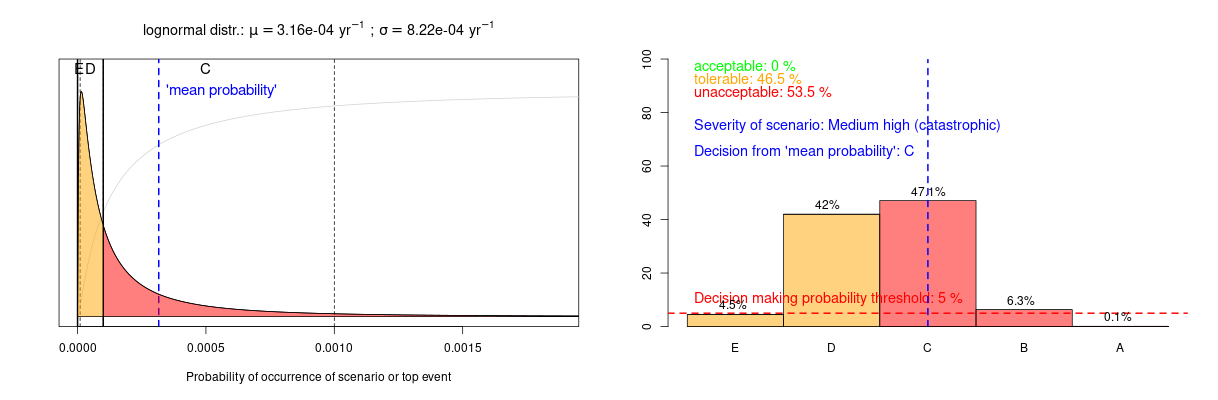 lognormal distr.: μ = 3.16e-04 yr⁻¹ ; σ = 8.22e-04 yr⁻¹
E D C
'mean probability'
0.0000 0.0005 0.0010 0.0015
Probability of occurrence of scenario or top event
acceptable: 0 %
tolerable: 46.5 %
unacceptable: 53.5 %
Severity of scenario: Medium high (catastrophic)
Decision from 'mean probability': C
100
80
60
40
20
0
47.1%
42%
Decision making probability threshold: 5 %
4.5%
6.3%
0.1%
E D C B A